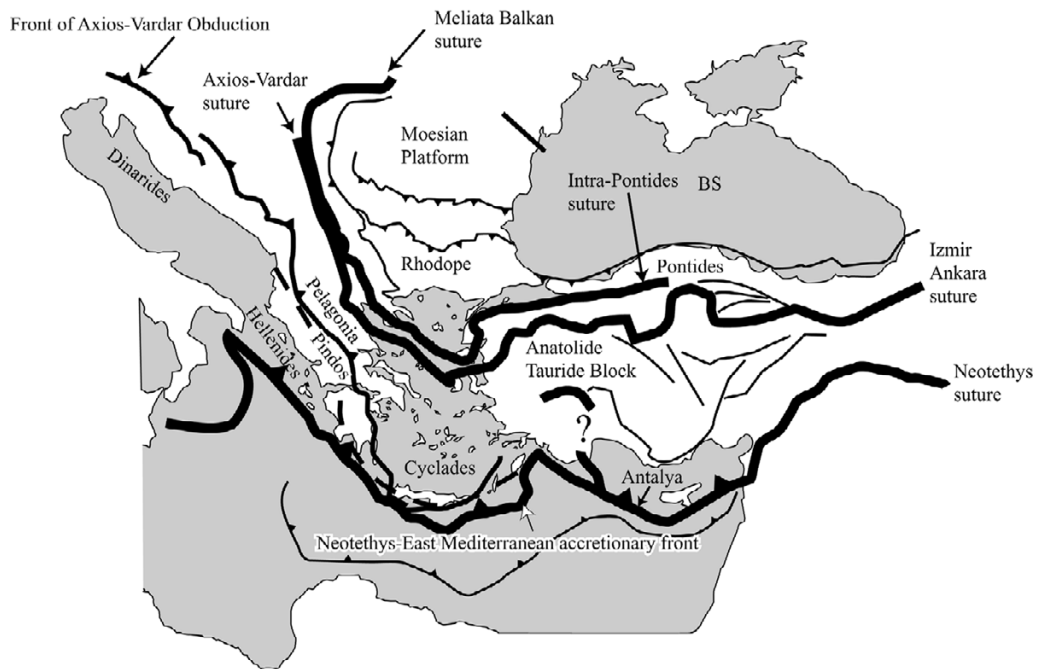 Front of Axios-Vardar Obduction
Meliata Balkan
suture
Axios-Vardar
suture
Moesian
Platform
Dinarides
Intra-Pontides
suture
BS
Rhodope
Pontides
Izmir
Ankara
suture
Pelagonia
Hellenides
Pindos
Anatolide
Tauride Block
Neotethys
suture
?
Cyclades
Antalya
Neotethys-East Mediterranean accretionary front